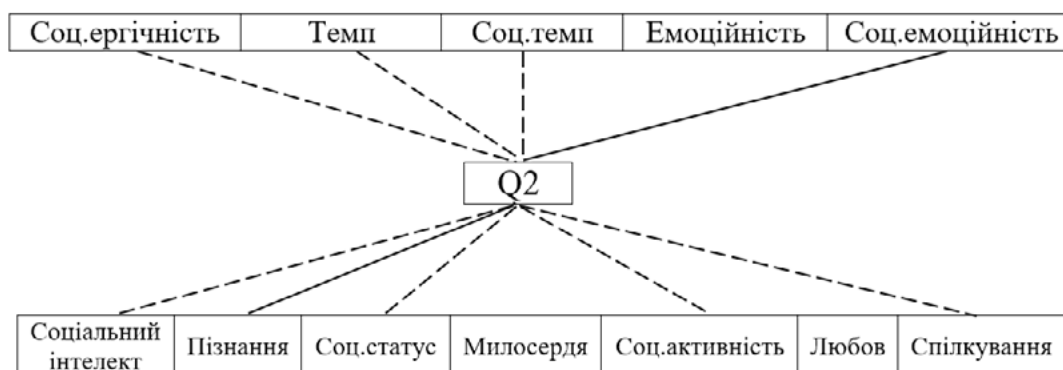 Соц.ергічність Темп Соц.темп Емоційність Соц.емоційність
Q2
Соціальний
інтелект
Пізнання Соц.статус Милосердя Соц.активність Любов Спілкування